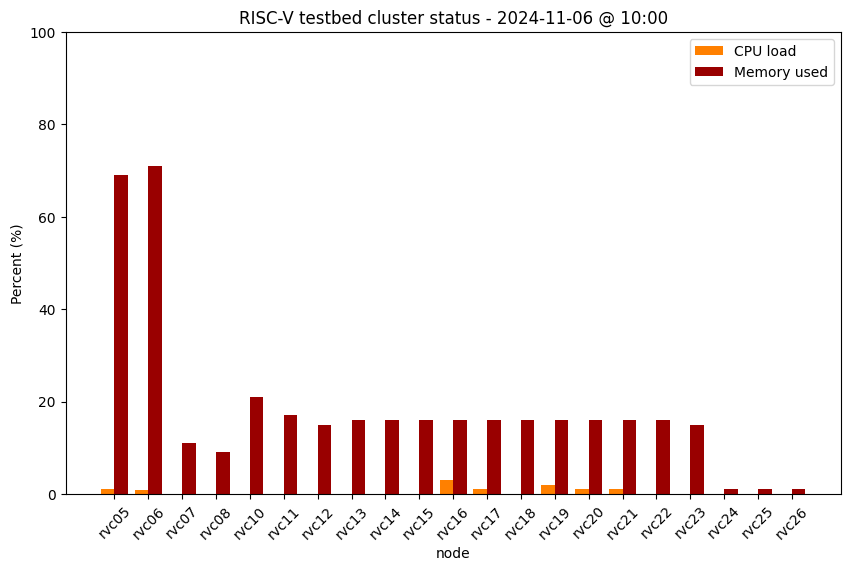 RISC-V testbed cluster status - 2024-11-06 @ 10:00
CPU load
Memory used
Percent (%)
100
80
60
40
20
0
rvc05
rvc06
rvc07
rvc08
rvc10
rvc11
rvc12
rvc13
rvc14
rvc15
rvc16
rvc17
rvc18
rvc19
rvc20
rvc21
rvc22
rvc23
rvc24
rvc25
rvc26
node